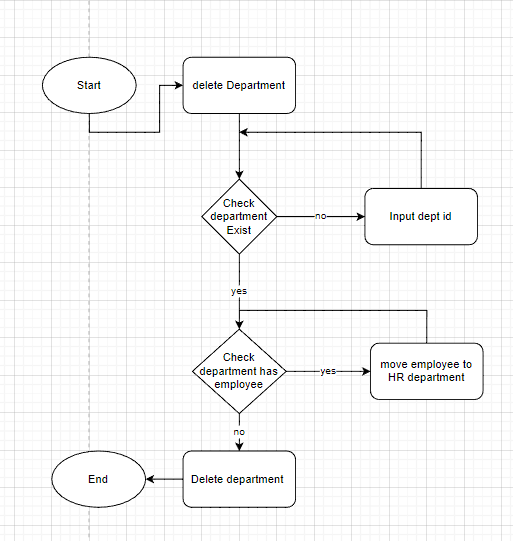 Start
delete Department
Check
department
Exist
no
Input dept id
yes
Check
department has
employee
yes
move employee to
HR department
no
End
Delete department